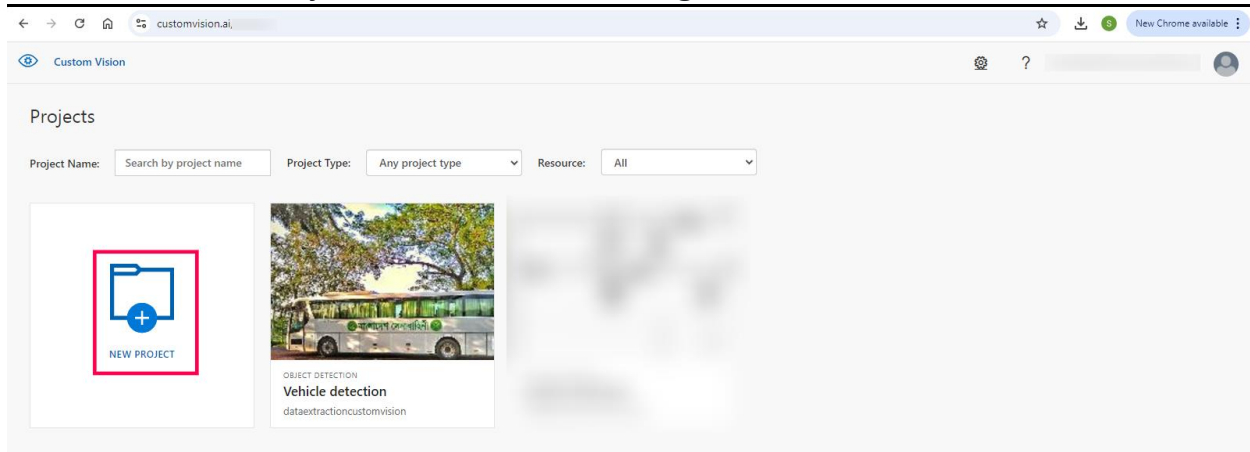 customvision.ai,
S
New Chrome available
Custom Vision
?
Projects
Project Name:
Search by project name
Project Type:
Any project type
Resource:
All
NEW PROJECT
বাংলাদেশ সেনাবাহিনী
OBJECT DETECTION
Vehicle detection
dataextractioncustomvision